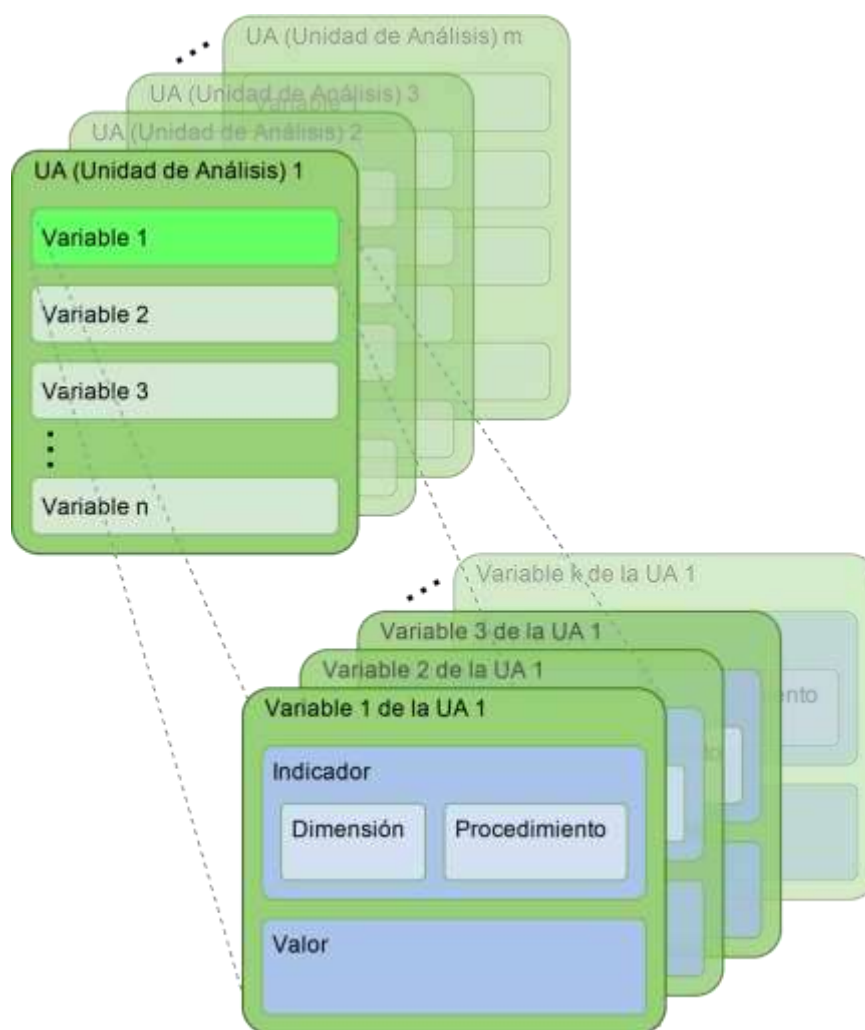 UA (Unidad de Análisis) m
Variable 1
UA (Unidad de Análisis) 3
UA (Unidad de Análisis) 2
UA (Unidad de Análisis) 1
Variable 1
Variable 2
Variable 3
Variable n
Variable k de la UA 1
Variable 3 de la UA 1
Variable 2 de la UA 1
Variable 1 de la UA 1
Indicador
Dimensión
Procedimiento
Valor